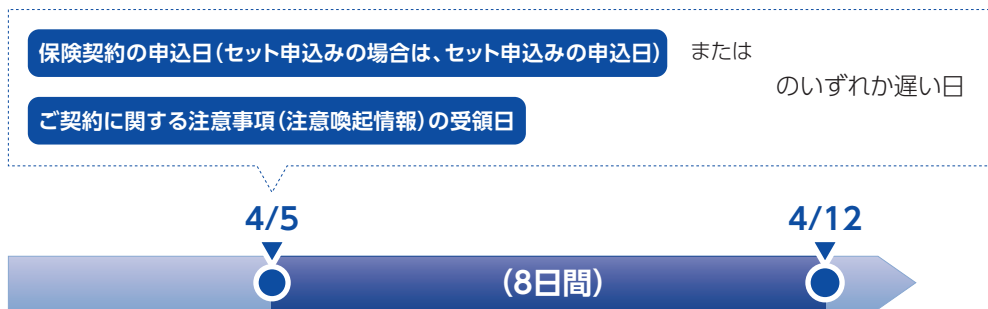 保険契約の申込日(セット申込みの場合は、セット申込みの申込日)
または
のいずれか遅い日
ご契約に関する注意事項(注意喚起情報)の受領日
4/5
4/12
(8日間)